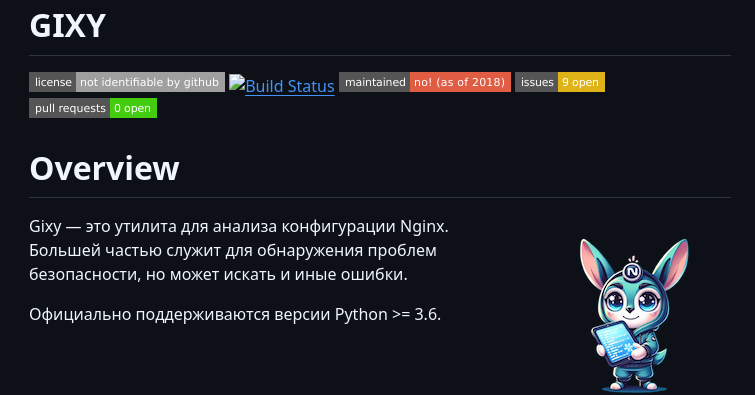 GIXY
license not identifiable by github Build Status maintained no! (as of 2018) issues 9 open
pull requests 0 open
Overview
Gixy — это утилита для анализа конфигурации Nginx.
Большей частью служит для обнаружения проблем
безопасности, но может искать и иные ошибки.
Официально поддерживаются версии Python >= 3.6.
N